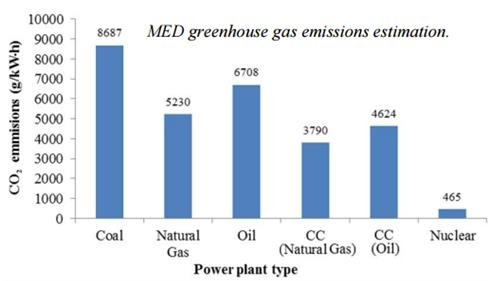 MED greenhouse gas emissions estimation.
CO₂ emmisions (g/kW·h)
10000
9000
8000
7000
6000
5000
4000
3000
2000
1000
0
8687
5230
6708
3790
4624
465
Coal
Natural
Gas
Oil
CC
(Natural Gas)
CC
(Oil)
Nuclear
Power plant type